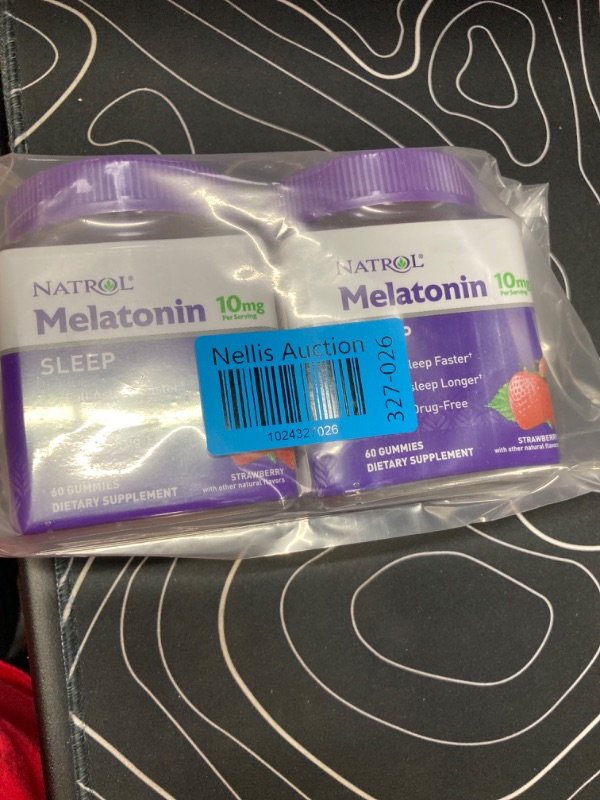 NATROL®
Melatonin 10mg
Per Serving
SLEEP
60 GUMMIES
DIETARY SUPPLEMENT
STRAWBERRY
with other natural flavors
Nellis Auction
327-026
NATROL®
Melatonin 10mg
Per Serving
P
leep Faster†
sleep Longer†
Drug-Free
60 GUMMIES
DIETARY SUPPLEMENT
STRAWBERRY
with other natural flavors